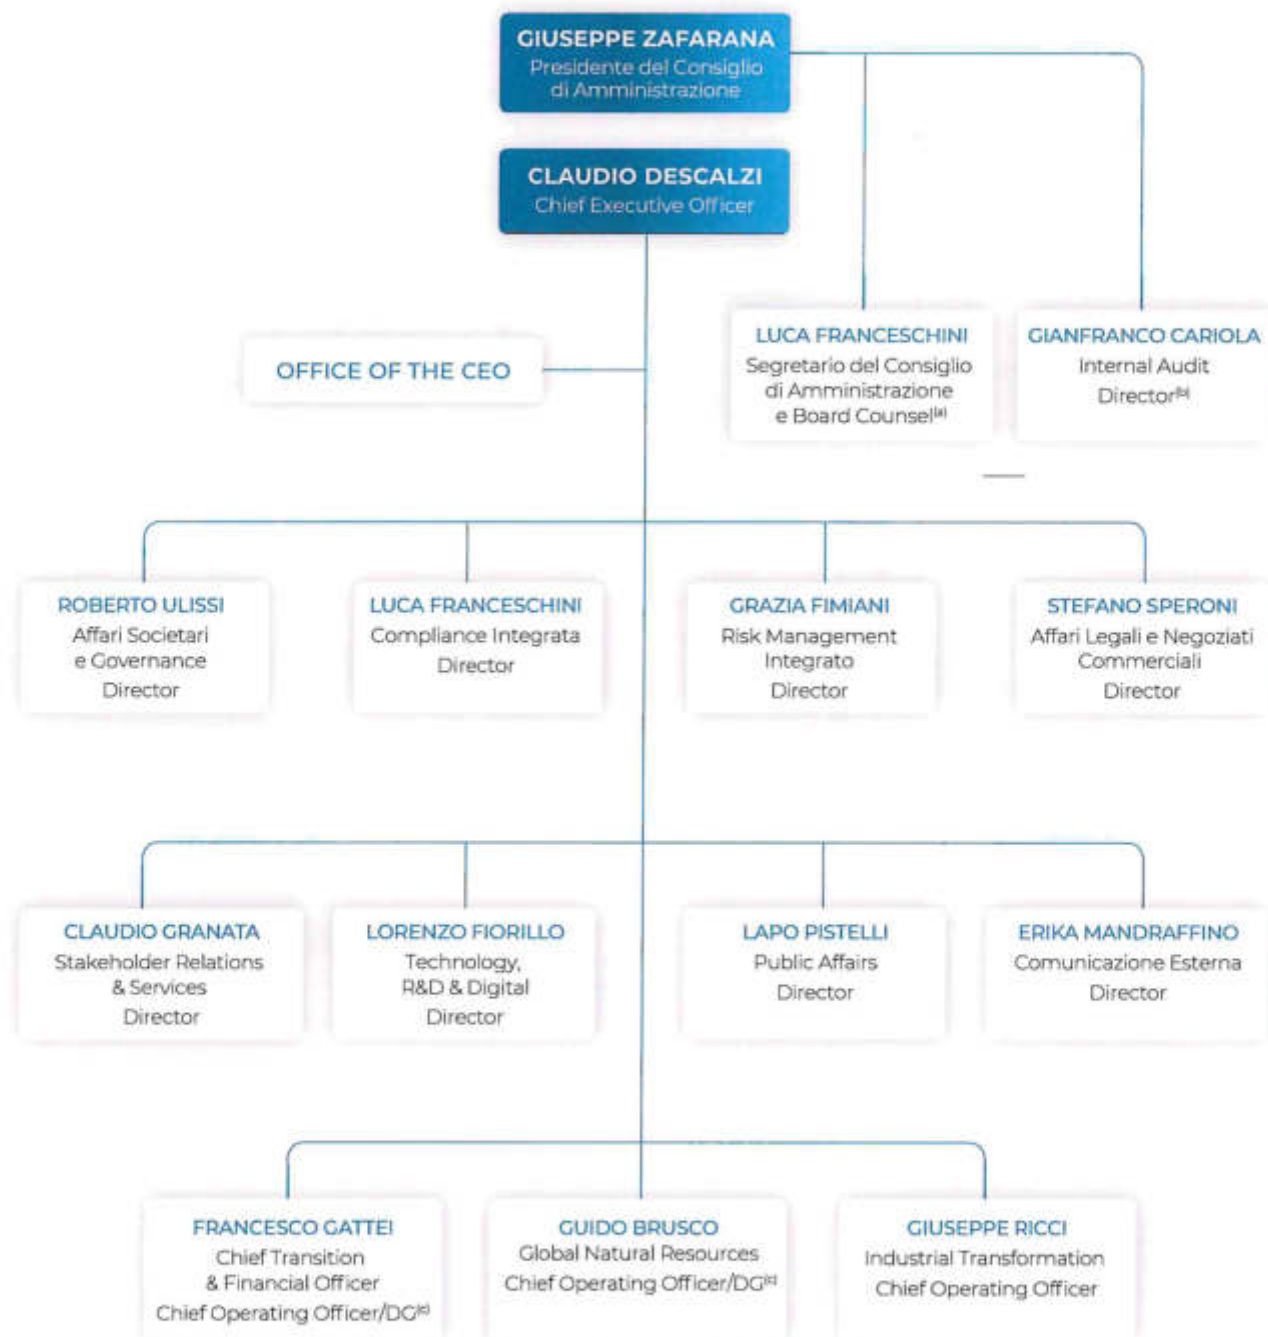 GIUSEPPE ZAFARANA
Presidente del Consiglio
di Amministrazione
CLAUDIO DESCALZI
Chief Executive Officer
OFFICE OF THE CEO
LUCA FRANCESCHINI
Segretario del Consiglio
di Amministrazione
e Board Counsel(a)
GIANFRANCO CARIOLA
Internal Audit
Director(b)
ROBERTO ULISSI
Affari Societari
e Governance
Director
LUCA FRANCESCHINI
Compliance Integrata
Director
GRAZIA FIMIANI
Risk Management
Integrato
Director
STEFANO SPERONI
Affari Legali e Negoziati
Commerciali
Director
CLAUDIO GRANATA
Stakeholder Relations
& Services
Director
LORENZO FIORILLO
Technology,
R&D & Digital
Director
LAPO PISTELLI
Public Affairs
Director
ERIKA MANDRAFFINO
Comunicazione Esterna
Director
FRANCESCO GATTEI
Chief Transition
& Financial Officer
Chief Operating Officer/DG(c)
GUIDO BRUSCO
Global Natural Resources
Chief Operating Officer/DG(c)
GIUSEPPE RICCI
Industrial Transformation
Chief Operating Officer